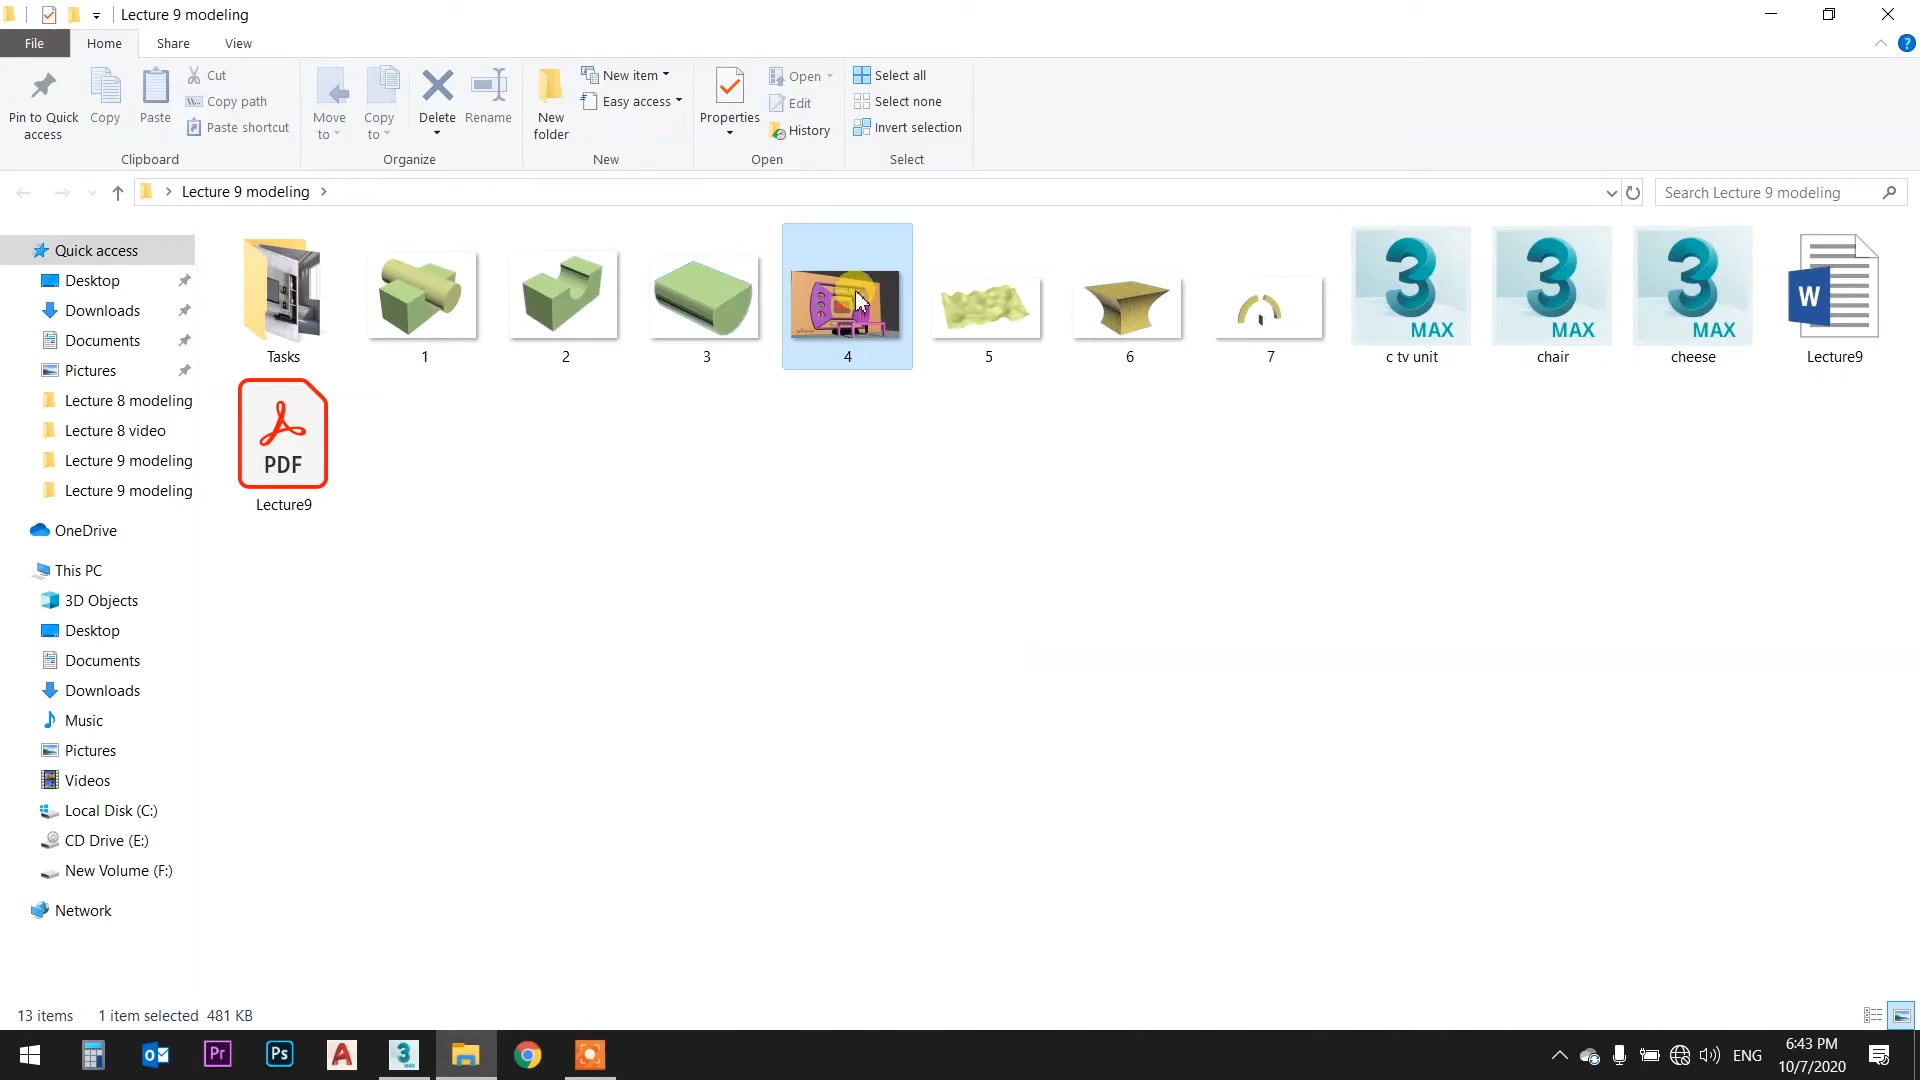 Lecture 9 modeling
File
Home
Share
View
Pin to Quick access
Copy
Paste
Cut
Copy path
Paste shortcut
Clipboard
Move to
Copy to
Delete
Rename
Organize
New folder
New item
Easy access
New
Properties
Open
Edit
History
Open
Select all
Select none
Invert selection
Select
Lecture 9 modeling
Search Lecture 9 modeling
Quick access
Desktop
Downloads
Documents
Pictures
Lecture 8 modeling
Lecture 8 video
Lecture 9 modeling
Lecture 9 modeling
OneDrive
This PC
3D Objects
Desktop
Documents
Downloads
Music
Pictures
Videos
Local Disk (C:)
CD Drive (E:)
New Volume (F:)
Network
Tasks
1
2
3
4
5
6
7
3 MAX
c tv unit
3 MAX
chair
3 MAX
cheese
W
Lecture9
PDF
Lecture9
13 items
1 item selected 481 KB
Pr
Ps
3
ENG
6:43 PM
10/7/2020